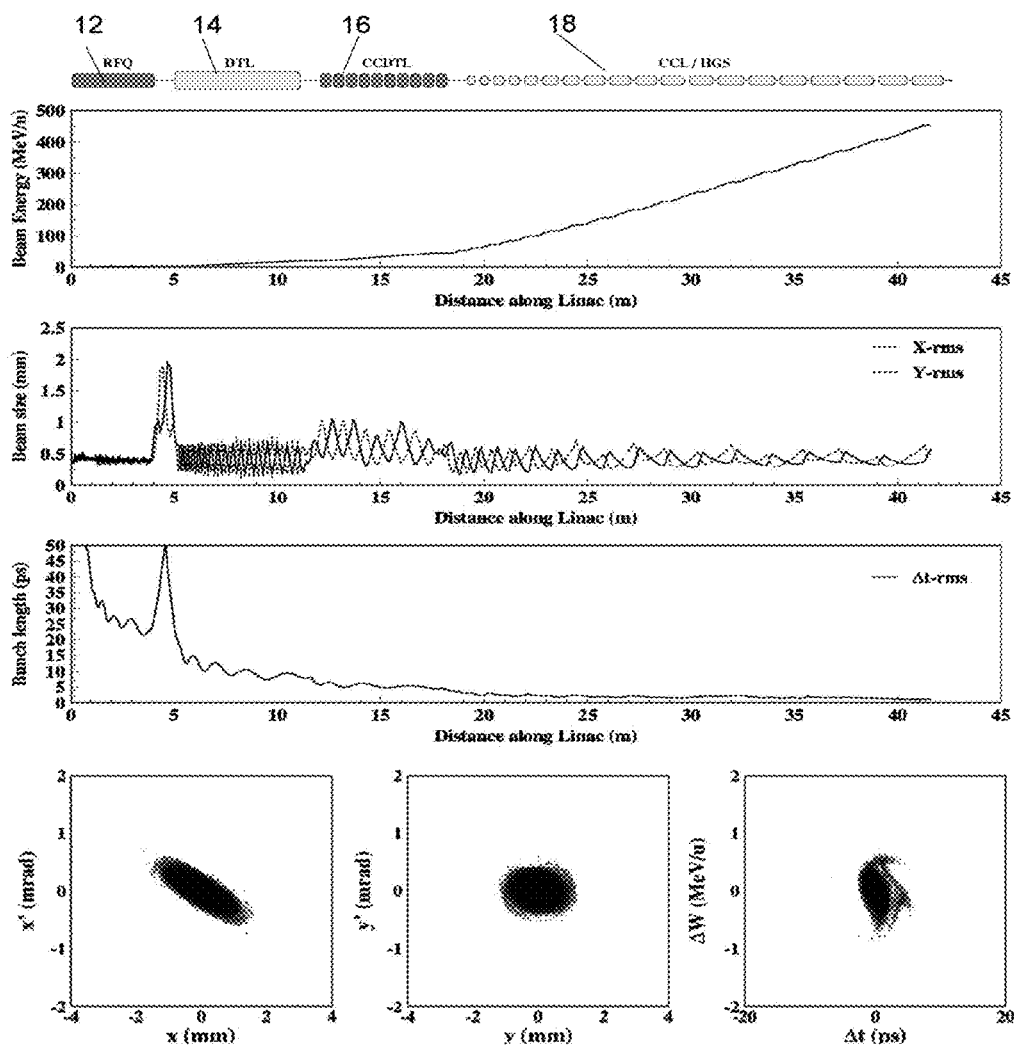 12 14 16 18
RFQ DTL CCDTL CCL / HGS
Beam Energy (MeV/u)
500
400
300
200
100
0
0 5 10 15 20 25 30 35 40 45
Distance along Linac (m)
Beam size (mm)
2.5
2
1.5
1
0.5
0
X-rms
Y-rms
0 5 10 15 20 25 30 35 40 45
Distance along Linac (m)
Bunch length (ps)
50
45
40
35
30
25
20
15
10
5
0
Δt-rms
0 5 10 15 20 25 30 35 40 45
Distance along Linac (m)
x' (mrad)
2
1
0
-1
-2
-4 -2 0 2 4
x (mm)
y' (mrad)
2
1
0
-1
-2
-4 -2 0 2 4
y (mm)
ΔW (MeV/u)
2
1
0
-1
-2
-20 0 20
Δt (ps)